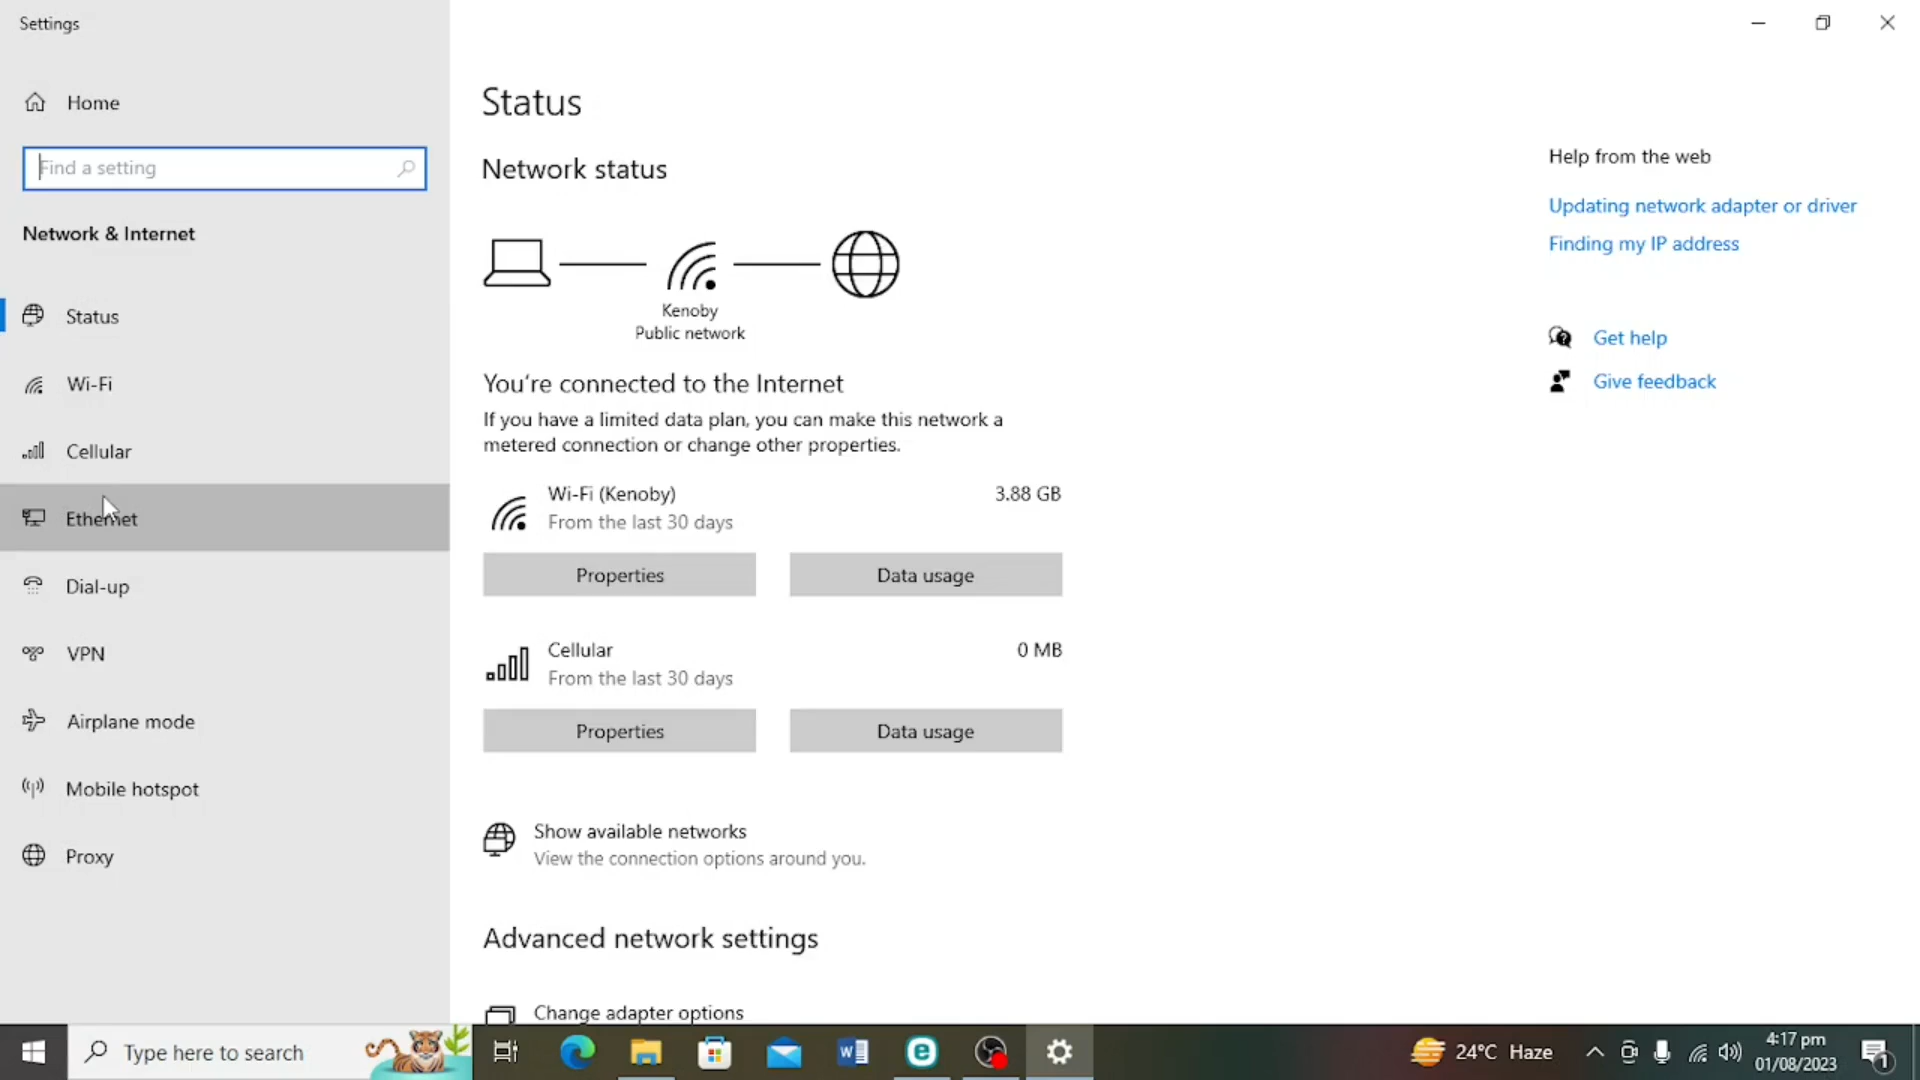 Settings
Home
Find a setting
Network & Internet
Status
Wi-Fi
Cellular
Ethernet
Dial-up
VPN
Airplane mode
Mobile hotspot
Proxy
Status
Network status
Kenoby
Public network
You're connected to the Internet
If you have a limited data plan, you can make this network a
metered connection or change other properties.
Wi-Fi (Kenoby) 3.88 GB
From the last 30 days
Properties Data usage
Cellular 0 MB
From the last 30 days
Properties Data usage
Show available networks
View the connection options around you.
Advanced network settings
Change adapter options
Help from the web
Updating network adapter or driver
Finding my IP address
Get help
Give feedback
Type here to search
24°C Haze
4:17 pm
01/08/2023
1